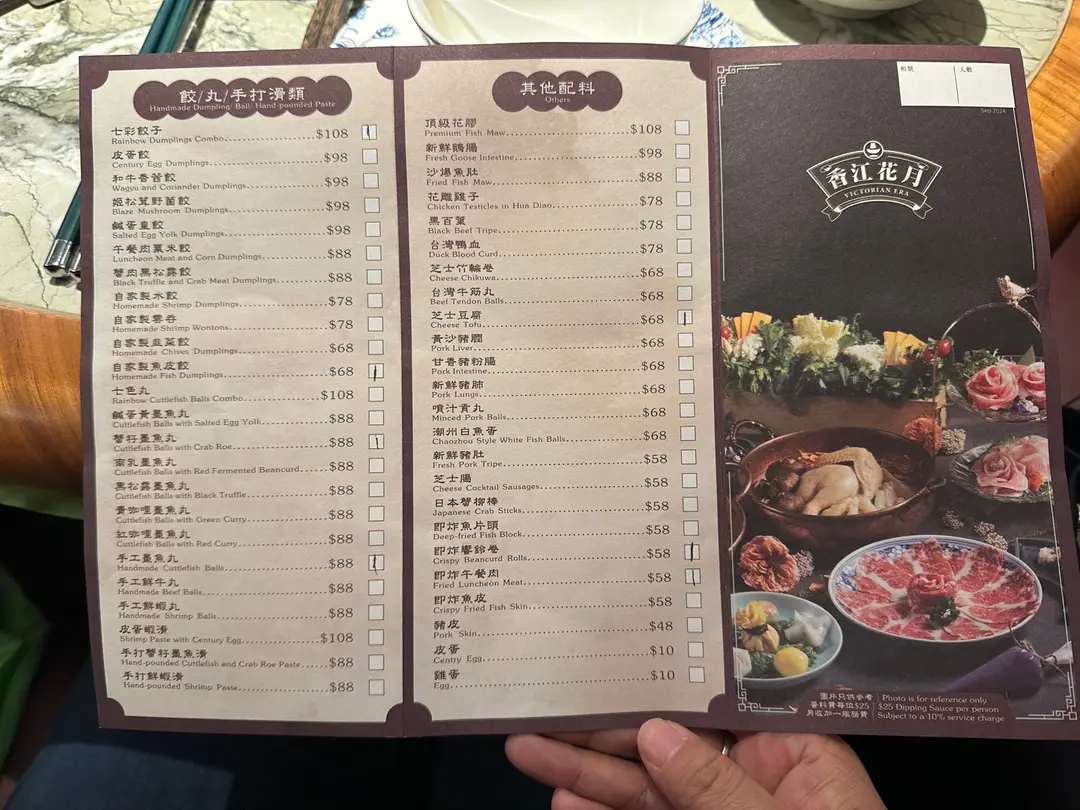 餃/丸/手打滑類
Handmade Dumpling/ Ball/ Hand-pounded Paste
七彩餃子
Rainbow Dumplings Combo $108
皮蛋餃
Century Egg Dumplings $98
和牛香茜餃
Wagyu and Coriander Dumplings $98
姬松茸野菌餃
Blaze Mushroom Dumplings $98
鹹蛋皇餃
Salted Egg Yolk Dumplings $98
午餐肉粟米餃
Luncheon Meat and Corn Dumplings $88
蟹肉黑松露餃
Black Truffle and Crab Meat Dumplings $88
自家製水餃
Homemade Shrimp Dumplings $78
自家製雲吞
Homemade Shrimp Wontons $78
自家製韮菜餃
Homemade Chives Dumplings $68
自家製魚皮餃
Homemade Fish Dumplings $68
七色丸
Rainbow Cuttlefish Balls Combo $108
鹹蛋黃墨魚丸
Cuttlefish Balls with Salted Egg Yolk $88
蟹籽墨魚丸
Cuttlefish Balls with Crab Roe $88
南乳墨魚丸
Cuttlefish Balls with Red Fermented Beancurd $88
黑松露墨魚丸
Cuttlefish Balls with Black Truffle $88
青咖喱墨魚丸
Cuttlefish Balls with Green Curry $88
紅咖喱墨魚丸
Cuttlefish Balls with Red Curry $88
手工墨魚丸
Handmade Cuttlefish Balls $88
手工鮮牛丸
Handmade Beef Balls $88
手工鮮蝦丸
Handmade Shrimp Balls $88
皮蛋蝦滑
Shrimp Paste with Century Egg $108
手打蟹籽墨魚滑
Hand-pounded Cuttlefish and Crab Roe Paste $88
手打鮮蝦滑
Hand-pounded Shrimp Paste $88
其他配料
Others
頂級花膠
Premium Fish Maw $108
新鮮鵝腸
Fresh Goose Intestine $98
沙爆魚肚
Fried Fish Maw $88
花雕雞子
Chicken Testicles in Hua Diao $78
黑百葉
Black Beef Tripe $78
台灣鴨血
Duck Blood Curd $78
芝士竹輪卷
Cheese Chikuwa $68
台灣牛筋丸
Beef Tendon Balls $68
芝士豆腐
Cheese Tofu $68
黃沙豬膶
Pork Liver $68
甘香豬粉腸
Pork Intestine $68
新鮮豬肺
Pork Lungs $68
噴汁貢丸
Minced Pork Balls $68
潮州白魚蛋
Chaozhou Style White Fish Balls $68
新鮮豬肚
Fresh Pork Tripe $58
芝士腸
Cheese Cocktail Sausages $58
日本蟹柳棒
Japanese Crab Sticks $58
即炸魚片頭
Deep-fried Fish Block $58
即炸響鈴卷
Crispy Beancurd Rolls $58
即炸午餐肉
Fried Luncheon Meat $58
即炸魚皮
Crispy Fried Fish Skin $58
豬皮
Pork Skin $48
皮蛋
Centry Egg $10
雞蛋
Egg $10
人數
Sep 2024
香江花月
VICTORIAN ERA
圖片只供參考 Photo is for reference only
醬料費每位$25 $25 Dipping Sauce per person
另收加一服務費 Subject to a 10% service charge